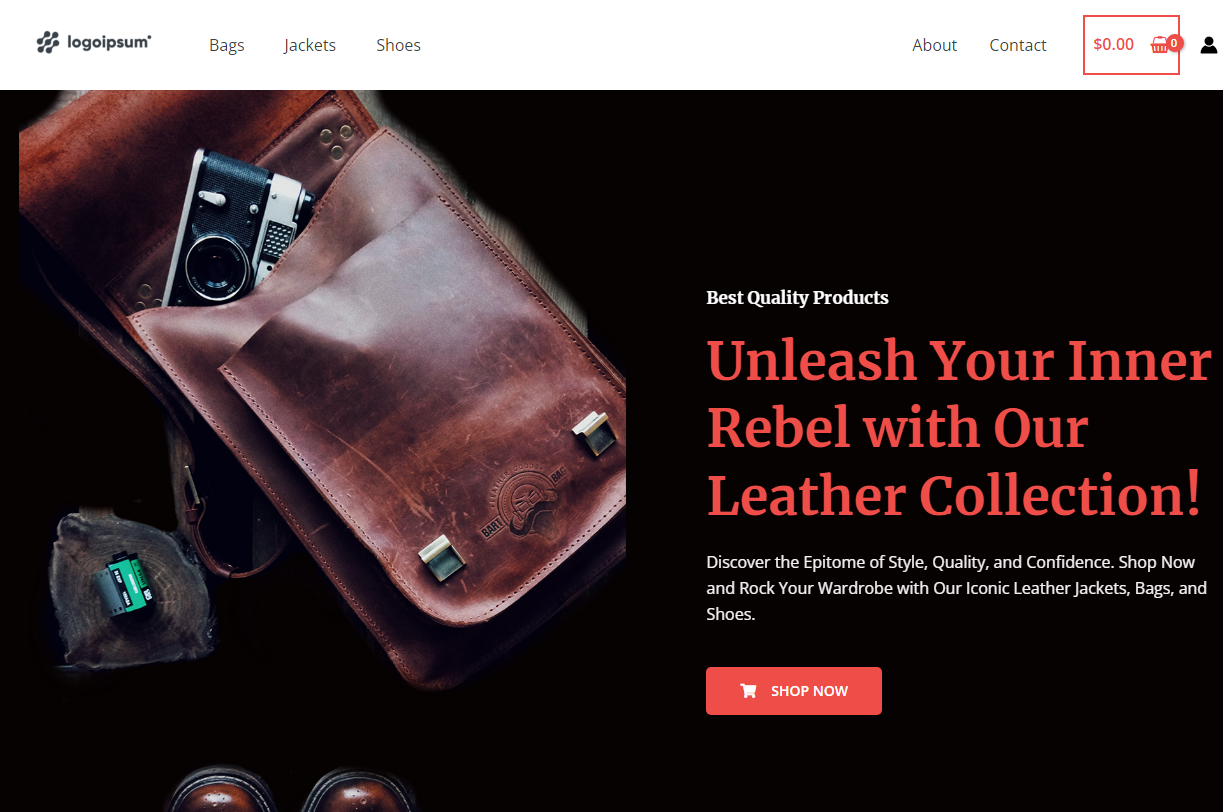 logoipsum
Bags Jackets Shoes
About Contact
$0.00 0
Best Quality Products
Unleash Your Inner
Rebel with Our
Leather Collection!
Discover the Epitome of Style, Quality, and Confidence. Shop Now
and Rock Your Wardrobe with Our Iconic Leather Jackets, Bags, and
Shoes.
SHOP NOW
BART
BAG